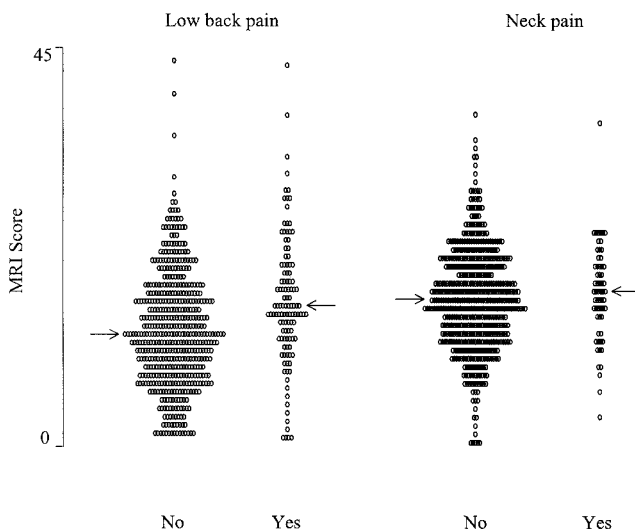 Low back pain
Neck pain
45
MRI Score
0
No
Yes
No
Yes